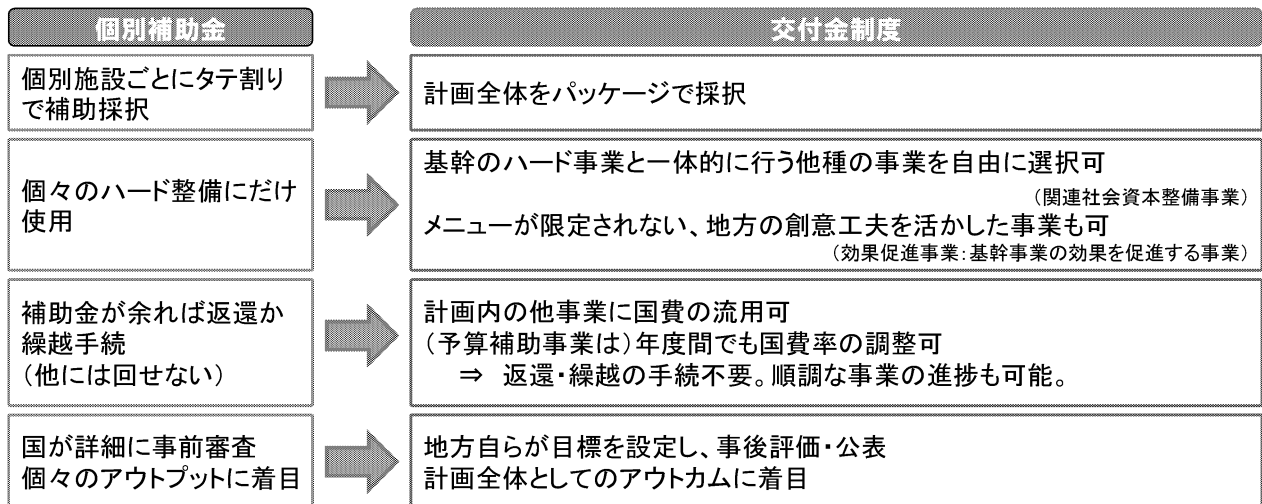 個別補助金
交付金制度
個別施設ごとにタテ割り
で補助採択
計画全体をパッケージで採択
個々のハード整備にだけ
使用
基幹のハード事業と一体的に行う他種の事業を自由に選択可
（関連社会資本整備事業）
メニューが限定されない、地方の創意工夫を活かした事業も可
（効果促進事業：基幹事業の効果を促進する事業）
補助金が余れば返還か
繰越手続
（他には回せない）
計画内の他事業に国費の流用可
（予算補助事業は）年度間でも国費率の調整可
⇒ 返還・繰越の手続不要。順調な事業の進捗も可能。
国が詳細に事前審査
個々のアウトプットに着目
地方自らが目標を設定し、事後評価・公表
計画全体としてのアウトカムに着目